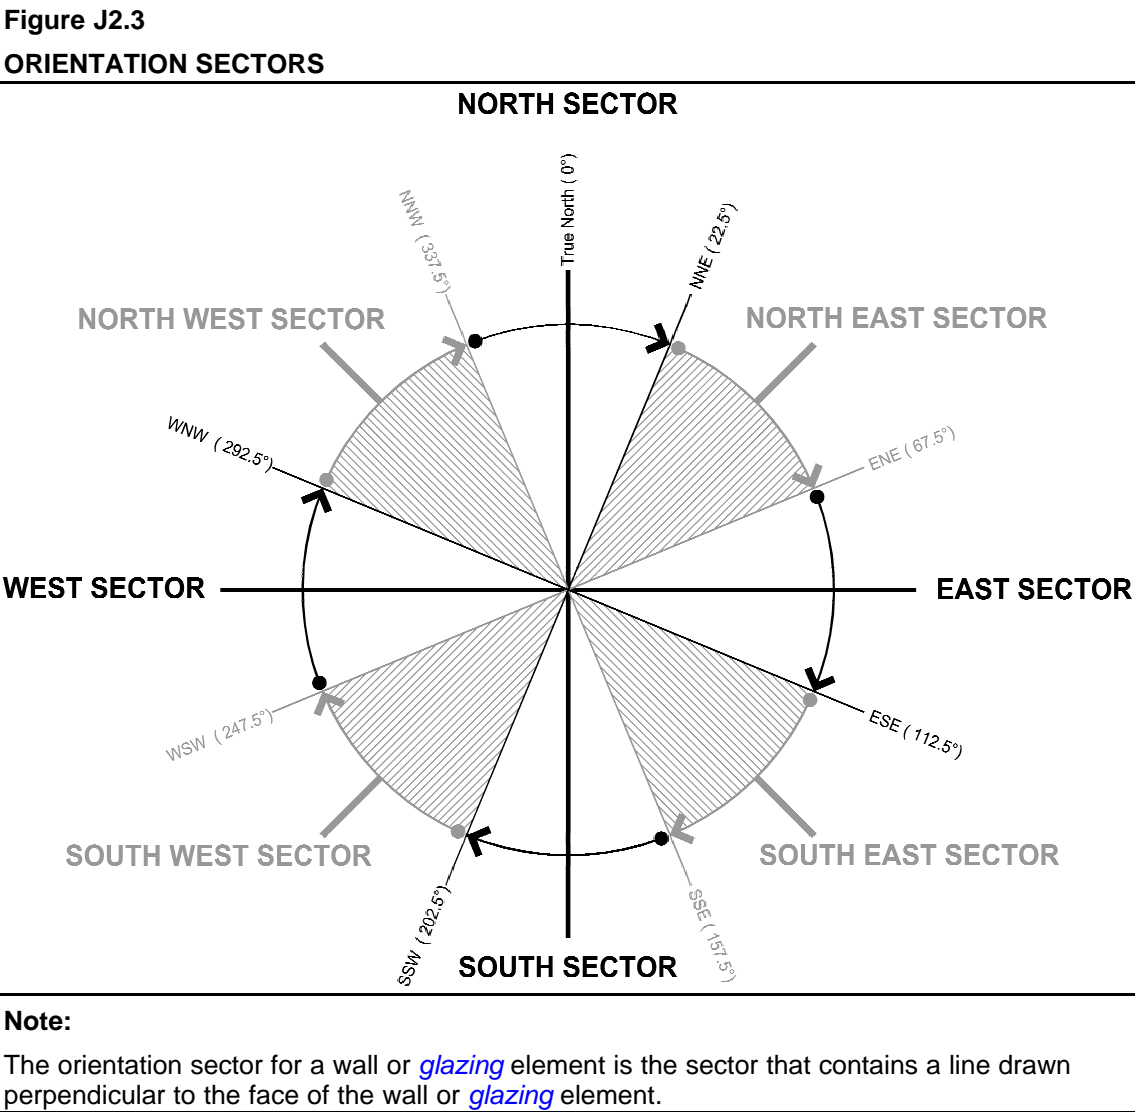 Figure J2.3
ORIENTATION SECTORS
NORTH SECTOR
True North ( 0°)
NNW ( 337.5°)
NNE ( 22.5°)
NORTH WEST SECTOR
NORTH EAST SECTOR
WNW ( 292.5°)
ENE ( 67.5°)
WEST SECTOR
EAST SECTOR
WSW ( 247.5°)
ESE ( 112.5°)
SOUTH WEST SECTOR
SOUTH EAST SECTOR
SSW ( 202.5°)
SSE ( 157.5°)
SOUTH SECTOR
Note:
The orientation sector for a wall or glazing element is the sector that contains a line drawn
perpendicular to the face of the wall or glazing element.